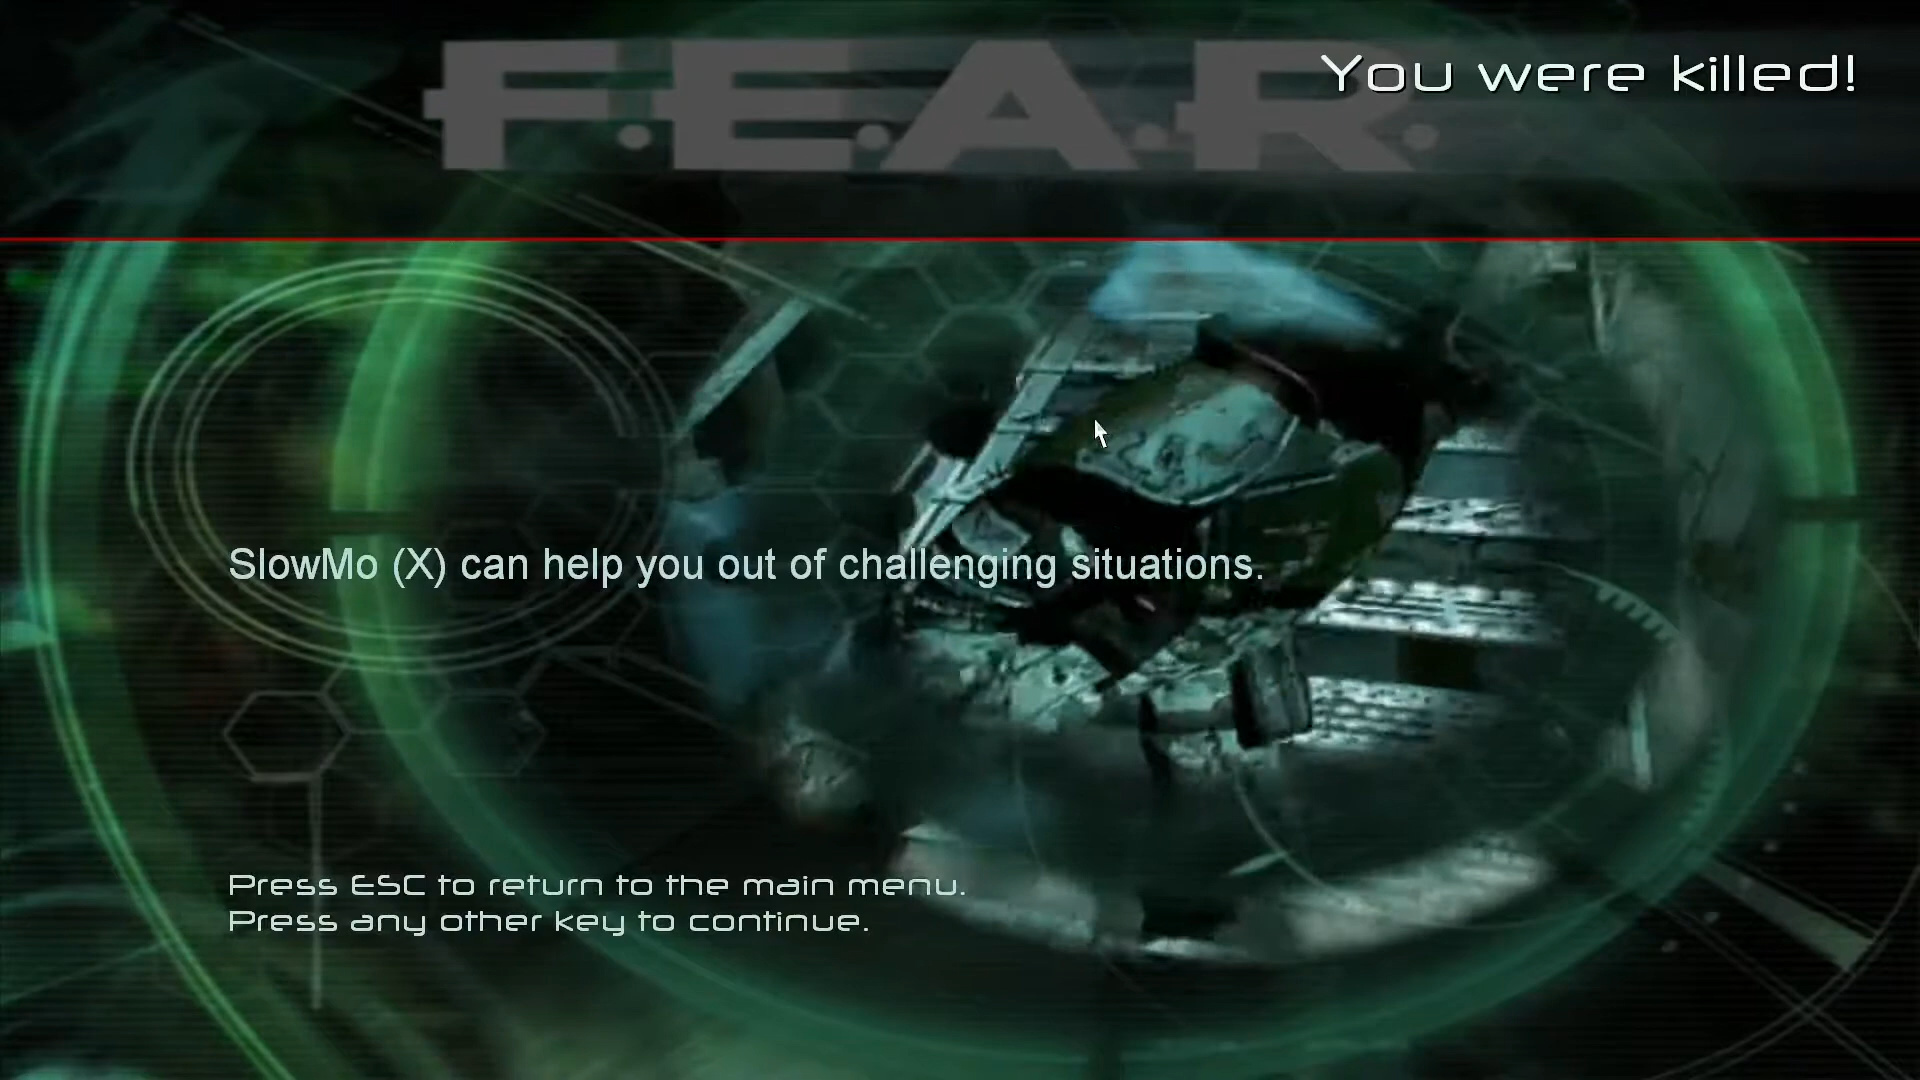 F.E.A.R.
You were killed!
SlowMo (X) can help you out of challenging situations.
Press ESC to return to the main menu.
Press any other key to continue.